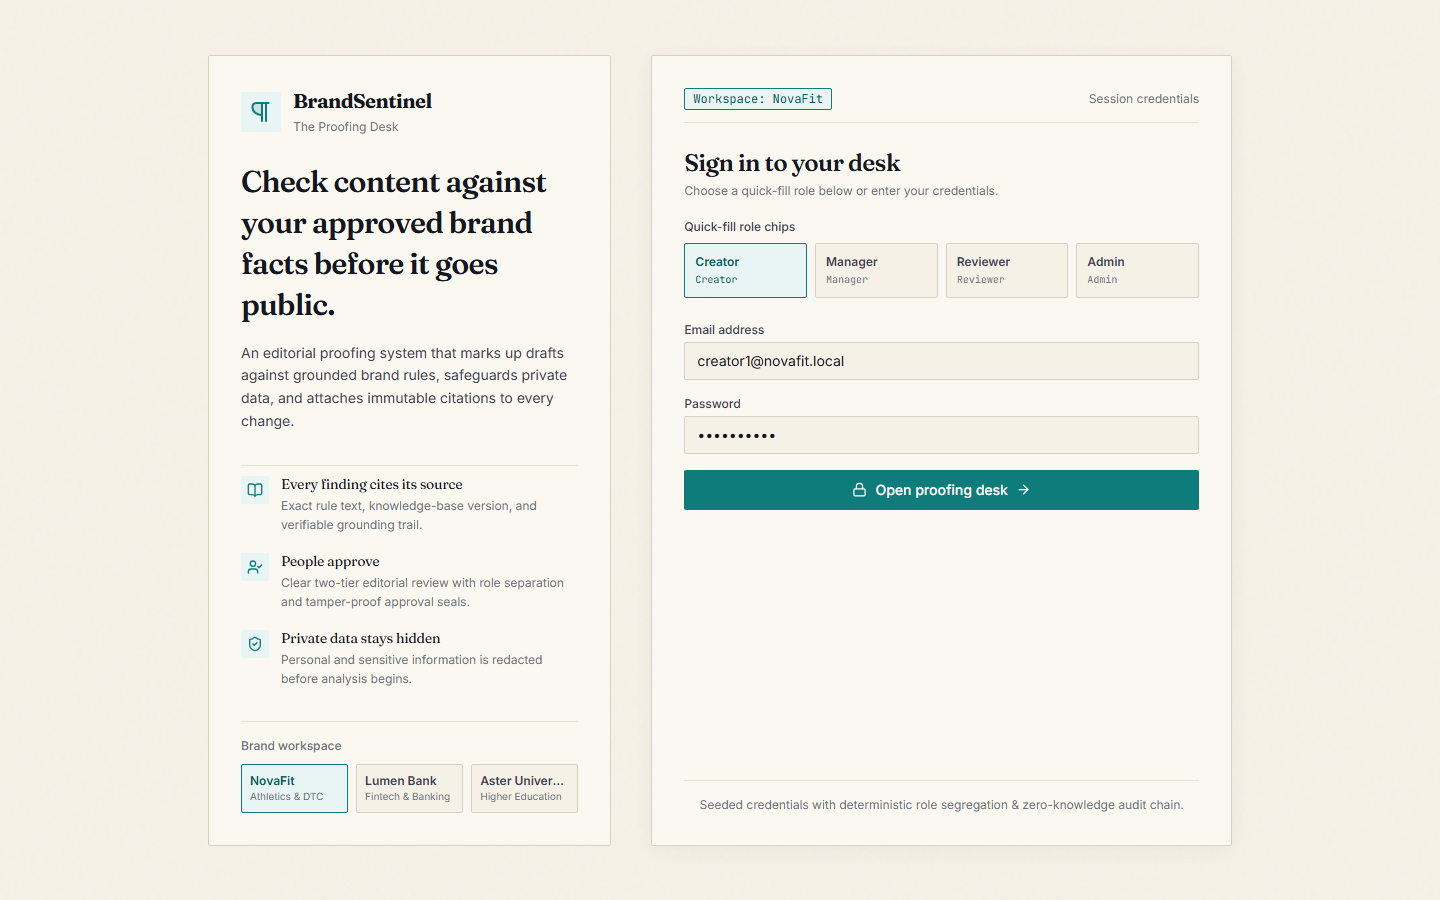 BrandSentinel
The Proofing Desk
Check content against
your approved brand
facts before it goes
public.
An editorial proofing system that marks up drafts
against grounded brand rules, safeguards private
data, and attaches immutable citations to every
change.
Every finding cites its source
Exact rule text, knowledge-base version, and
verifiable grounding trail.
People approve
Clear two-tier editorial review with role separation
and tamper-proof approval seals.
Private data stays hidden
Personal and sensitive information is redacted
before analysis begins.
Brand workspace
NovaFit
Athletics & DTC
Lumen Bank
Fintech & Banking
Aster Univer...
Higher Education
Workspace: NovaFit
Session credentials
Sign in to your desk
Choose a quick-fill role below or enter your credentials.
Quick-fill role chips
Creator
Creator
Manager
Manager
Reviewer
Reviewer
Admin
Admin
Email address
creator1@novafit.local
Password
••••••••••
Open proofing desk →
Seeded credentials with deterministic role segregation & zero-knowledge audit chain.